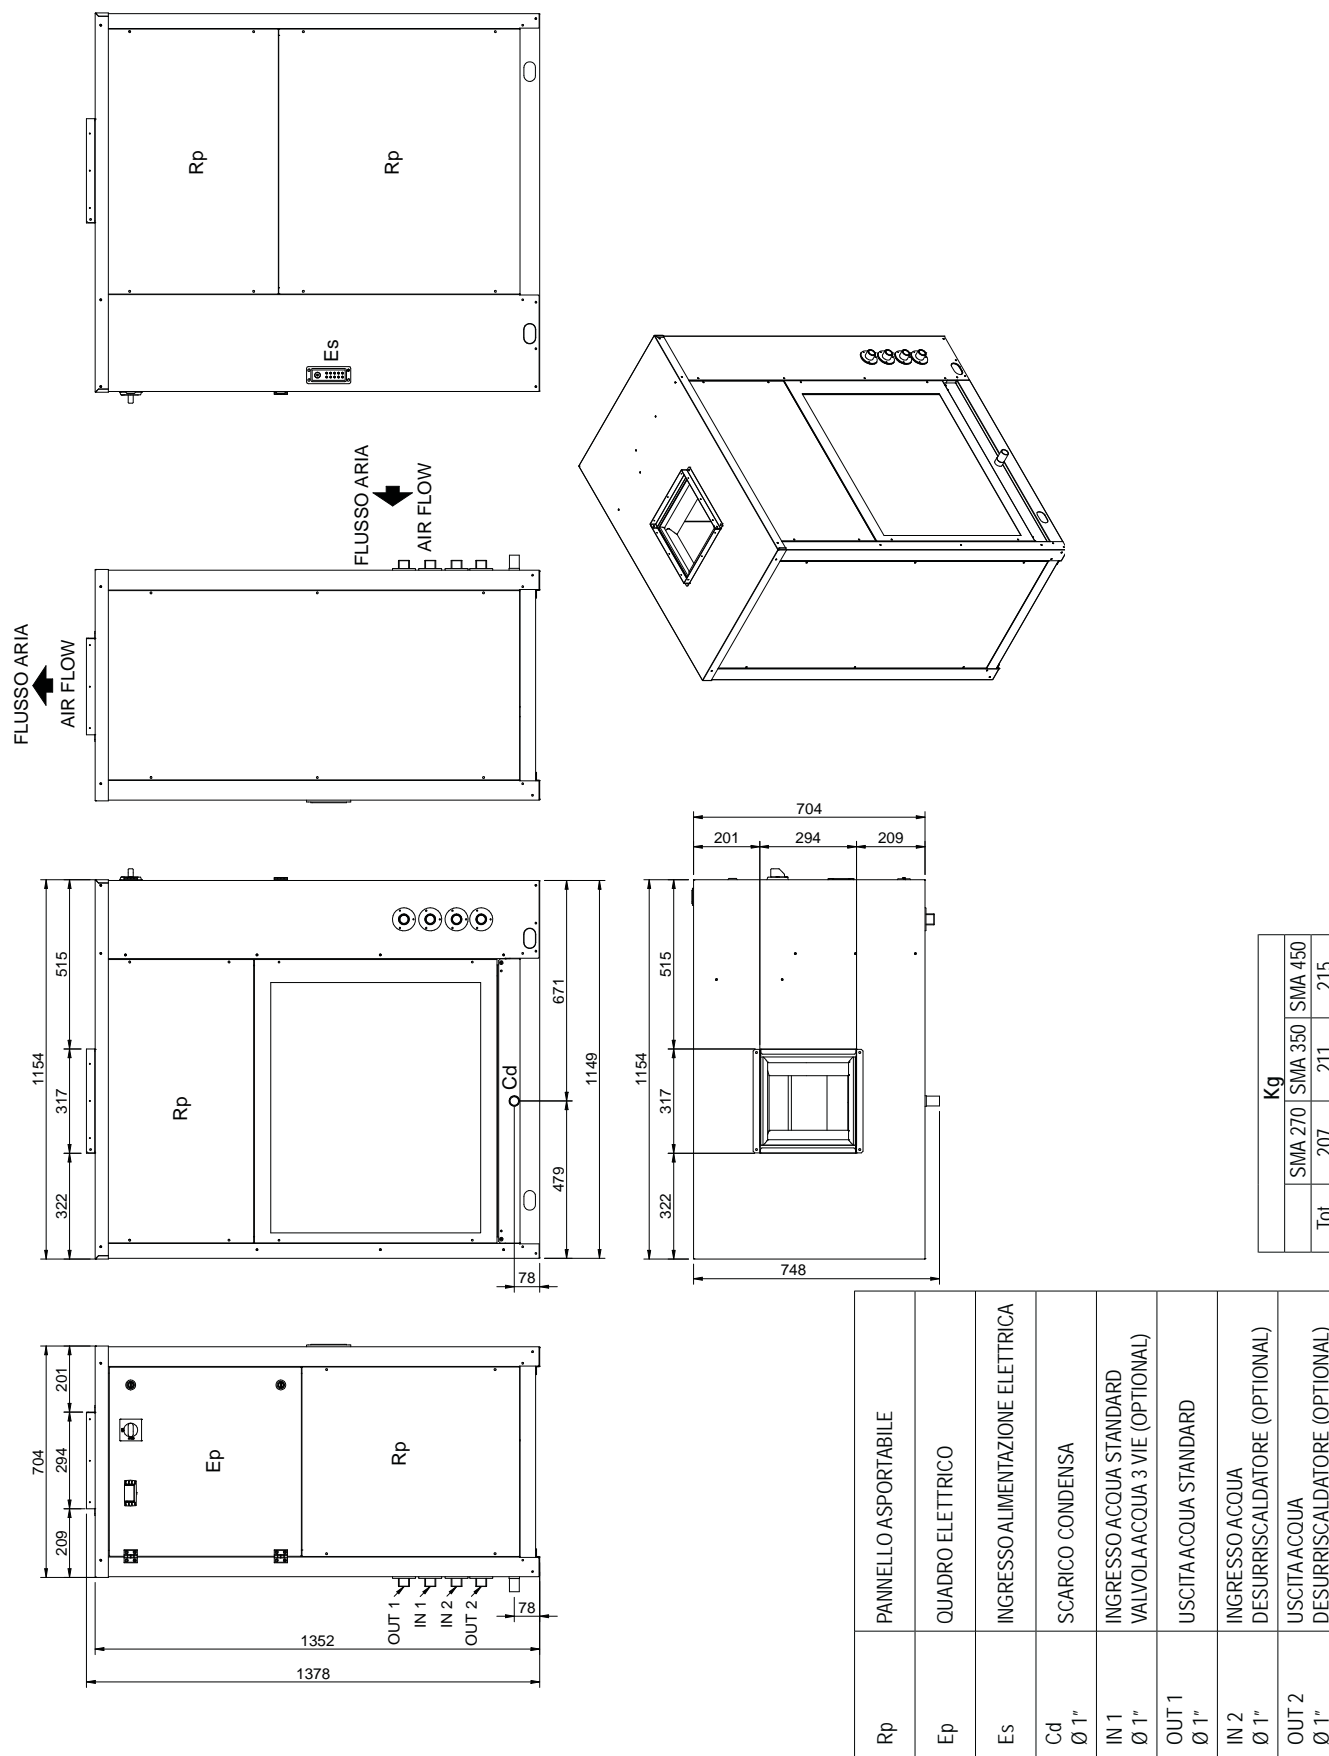 704
209
294
201
Ep
Rp
OUT 1
IN 1
IN 2
OUT 2
78
1352
1378
1154
322
317
515
Rp
Cd
78
479
671
1149
FLUSSO ARIA
AIR FLOW
FLUSSO ARIA
AIR FLOW
Rp
Rp
Es
1154
322
317
515
704
201
294
209
748
Rp PANNELLO ASPORTABILE
Ep QUADRO ELETTRICO
Es INGRESSO ALIMENTAZIONE ELETTRICA
Cd SCARICO CONDENSA
Ø 1"
IN 1 INGRESSO ACQUA STANDARD
Ø 1" VALVOLA ACQUA 3 VIE (OPTIONAL)
OUT 1 USCITA ACQUA STANDARD
Ø 1"
IN 2 INGRESSO ACQUA
Ø 1" DESURRISCALDATORE (OPTIONAL)
OUT 2 USCITA ACQUA
Ø 1" DESURRISCALDATORE (OPTIONAL)
Kg
SMA 270 SMA 350 SMA 450
Tot 207 211 215